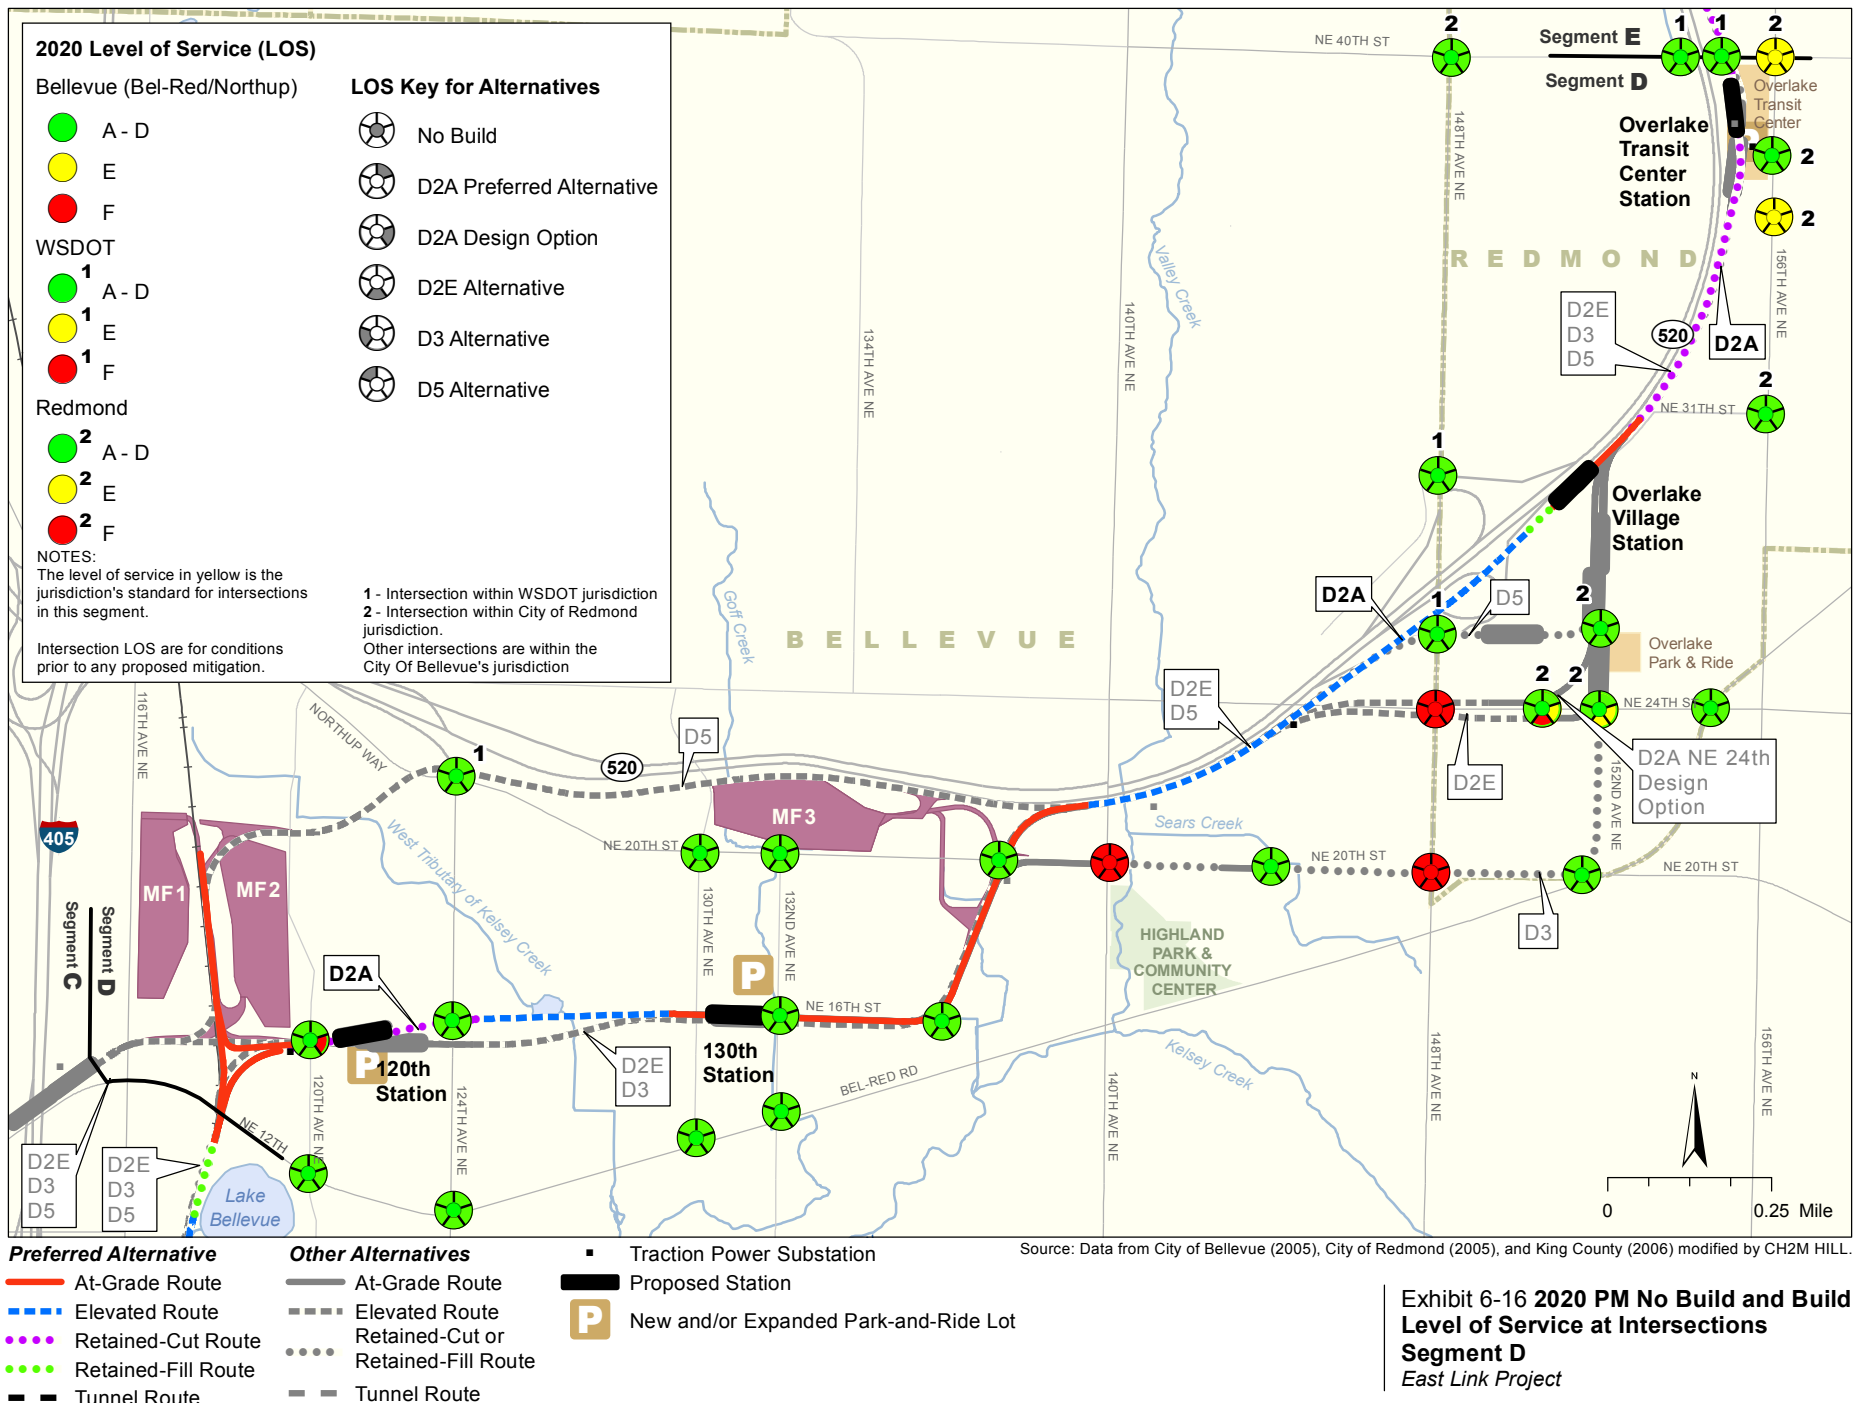 2020 Level of Service (LOS)
Bellevue (Bel-Red/Northup)
A - D
E
F
WSDOT
1
A - D
1
E
1
F
Redmond
2
A - D
2
E
2
F
LOS Key for Alternatives
No Build
D2A Preferred Alternative
D2A Design Option
D2E Alternative
D3 Alternative
D5 Alternative
NOTES:
The level of service in yellow is the
jurisdiction's standard for intersections
in this segment.
Intersection LOS are for conditions
prior to any proposed mitigation.
1 - Intersection within WSDOT jurisdiction
2 - Intersection within City of Redmond
jurisdiction.
Other intersections are within the
City Of Bellevue's jurisdiction
NE 40TH ST
2
Segment E
Segment D
1
1
2
Overlake
Transit
Center
P
Overlake
Transit
Center
Station
2
2
148TH AVE NE
REDMOND
156TH AVE NE
Valley Creek
140TH AVE NE
134TH AVE NE
D2E
D3
D5
520
D2A
2
NE 31TH ST
1
Overlake
Village
Station
D2A
1
D5
2
Overlake
Park & Ride
BELLEVUE
Goff Creek
D2E
D5
2
2
NE 24TH ST
D2E
D2A NE 24th
Design
Option
152ND AVE NE
116TH AVE NE
NORTHUP WAY
1
520
D5
MF3
405
MF1
MF2
West Tributary of Kelsey Creek
NE 20TH ST
Sears Creek
NE 20TH ST
NE 20TH ST
130TH AVE NE
132ND AVE NE
D3
HIGHLAND
PARK &
COMMUNITY
CENTER
Segment C
Segment D
D2A
P
NE 16TH ST
P
120th
Station
130th
Station
D2E
D3
BEL-RED RD
Kelsey Creek
120TH AVE NE
124TH AVE NE
140TH AVE NE
148TH AVE NE
156TH AVE NE
NE 12TH
D2E
D3
D5
D2E
D3
D5
Lake
Bellevue
N
0
0.25 Mile
Source: Data from City of Bellevue (2005), City of Redmond (2005), and King County (2006) modified by CH2M HILL.
Preferred Alternative
At-Grade Route
Elevated Route
Retained-Cut Route
Retained-Fill Route
Tunnel Route
Other Alternatives
At-Grade Route
Elevated Route
Retained-Cut or
Retained-Fill Route
Tunnel Route
Traction Power Substation
Proposed Station
P
New and/or Expanded Park-and-Ride Lot
Exhibit 6-16 2020 PM No Build and Build
Level of Service at Intersections
Segment D
East Link Project